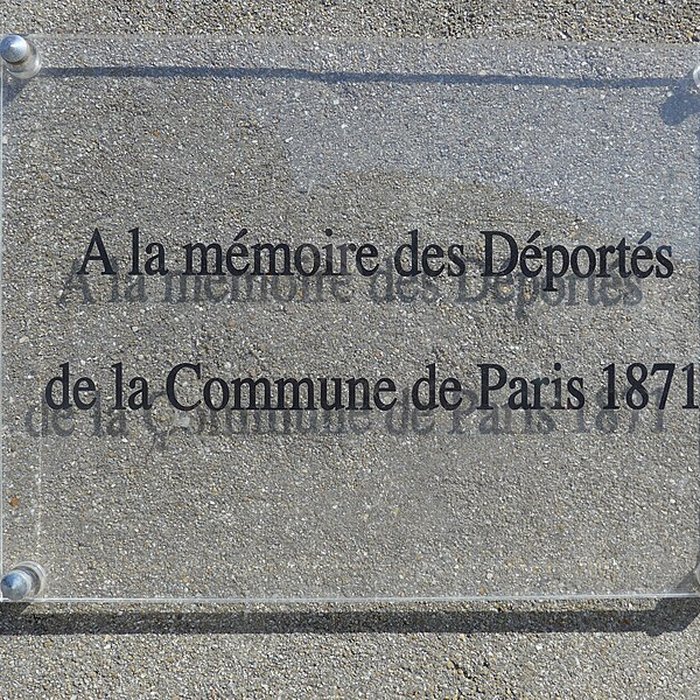 A la mémoire des Déportés
de la Commune de Paris 1871